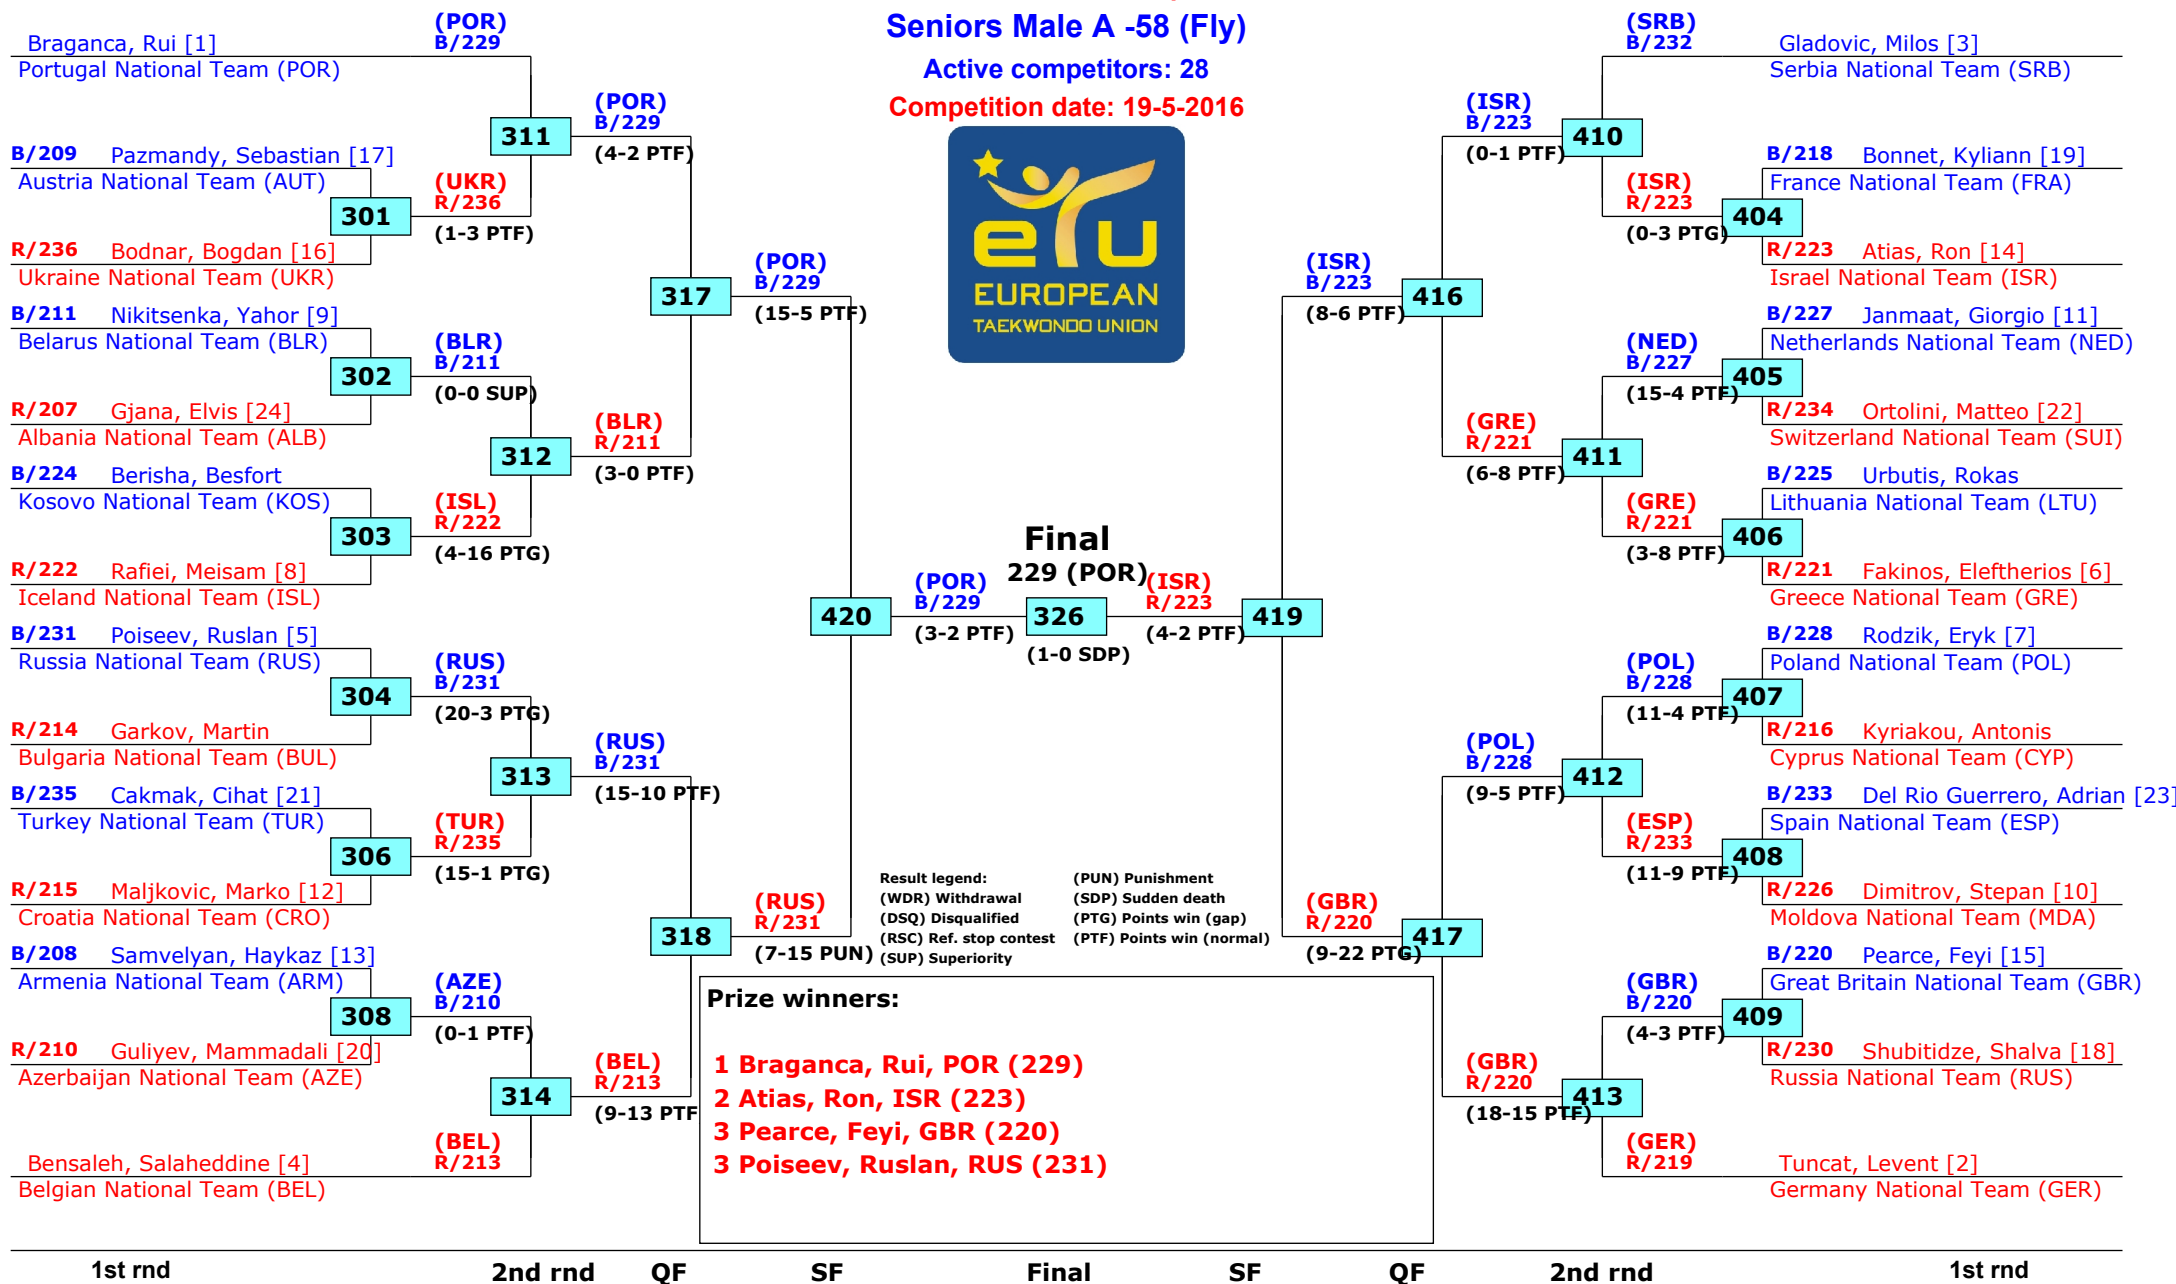 Seniors Male A -58 (Fly)
Active competitors: 28
Competition date: 19-5-2016
eTu
EUROPEAN
TAEKWONDO UNION
Braganca, Rui [1]
Portugal National Team (POR)
B/209 Pazmandy, Sebastian [17]
Austria National Team (AUT)
R/236 Bodnar, Bogdan [16]
Ukraine National Team (UKR)
B/211 Nikitsenka, Yahor [9]
Belarus National Team (BLR)
R/207 Gjana, Elvis [24]
Albania National Team (ALB)
B/224 Berisha, Besfort
Kosovo National Team (KOS)
R/222 Rafiei, Meisam [8]
Iceland National Team (ISL)
B/231 Poiseev, Ruslan [5]
Russia National Team (RUS)
R/214 Garkov, Martin
Bulgaria National Team (BUL)
B/235 Cakmak, Cihat [21]
Turkey National Team (TUR)
R/215 Maljkovic, Marko [12]
Croatia National Team (CRO)
B/208 Samvelyan, Haykaz [13]
Armenia National Team (ARM)
R/210 Guliyev, Mammadali [20]
Azerbaijan National Team (AZE)
Bensaleh, Salaheddine [4]
Belgian National Team (BEL)
301
302
303
304
306
308
(POR)
B/229
(UKR)
R/236
(1-3 PTF)
(BLR)
B/211
(0-0 SUP)
(ISL)
R/222
(4-16 PTG)
(RUS)
B/231
(20-3 PTG)
(TUR)
R/235
(15-1 PTG)
(AZE)
B/210
(0-1 PTF)
(BEL)
R/213
311
312
313
314
(POR)
B/229
(4-2 PTF)
(BLR)
R/211
(3-0 PTF)
(RUS)
B/231
(15-10 PTF)
(BEL)
R/213
(9-13 PTF
317
318
(POR)
B/229
(15-5 PTF)
(RUS)
R/231
(7-15 PUN)
420
(POR)
B/229
(3-2 PTF)
Final
229 (POR)
326
(1-0 SDP)
(ISR)
R/223
(4-2 PTF)
419
(ISR)
B/223
(8-6 PTF)
(GBR)
R/220
(9-22 PTG)
416
417
(ISR)
B/223
(0-1 PTF)
(GRE)
R/221
(6-8 PTF)
(POL)
B/228
(9-5 PTF)
(GBR)
R/220
(18-15 PTF)
410
411
412
413
(SRB)
B/232
(ISR)
R/223
(0-3 PTG)
(NED)
B/227
(15-4 PTF)
(GRE)
R/221
(3-8 PTF)
(POL)
B/228
(11-4 PTF)
(ESP)
R/233
(11-9 PTF)
(GBR)
B/220
(4-3 PTF)
(GER)
R/219
404
405
406
407
408
409
Gladovic, Milos [3]
Serbia National Team (SRB)
B/218 Bonnet, Kyliann [19]
France National Team (FRA)
R/223 Atias, Ron [14]
Israel National Team (ISR)
B/227 Janmaat, Giorgio [11]
Netherlands National Team (NED)
R/234 Ortolini, Matteo [22]
Switzerland National Team (SUI)
B/225 Urbutis, Rokas
Lithuania National Team (LTU)
R/221 Fakinos, Eleftherios [6]
Greece National Team (GRE)
B/228 Rodzik, Eryk [7]
Poland National Team (POL)
R/216 Kyriakou, Antonis
Cyprus National Team (CYP)
B/233 Del Rio Guerrero, Adrian [23]
Spain National Team (ESP)
R/226 Dimitrov, Stepan [10]
Moldova National Team (MDA)
B/220 Pearce, Feyi [15]
Great Britain National Team (GBR)
R/230 Shubitidze, Shalva [18]
Russia National Team (RUS)
Tuncat, Levent [2]
Germany National Team (GER)
Result legend:
(WDR) Withdrawal
(DSQ) Disqualified
(RSC) Ref. stop contest
(SUP) Superiority
(PUN) Punishment
(SDP) Sudden death
(PTG) Points win (gap)
(PTF) Points win (normal)
Prize winners:
1 Braganca, Rui, POR (229)
2 Atias, Ron, ISR (223)
3 Pearce, Feyi, GBR (220)
3 Poiseev, Ruslan, RUS (231)
1st rnd 2nd rnd QF SF Final SF QF 2nd rnd 1st rnd